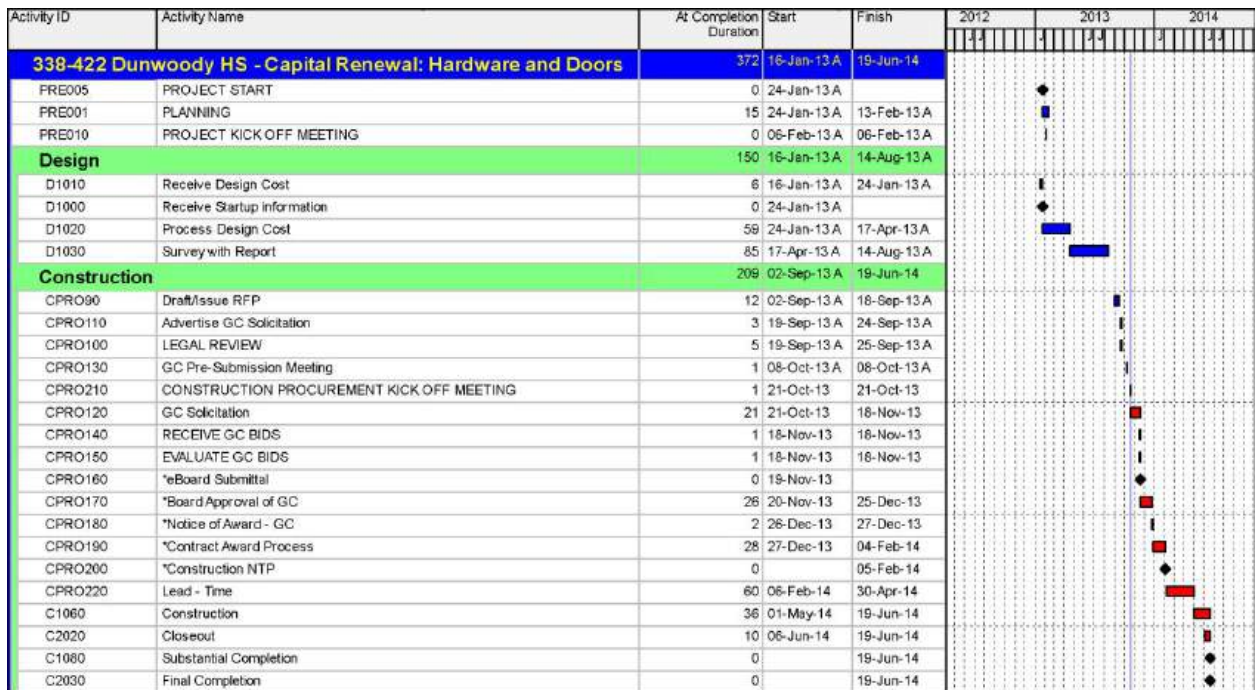 Activity ID Activity Name At Completion Duration Start Finish 2012 2013 2014
J J J J J J J
338-422 Dunwoody HS - Capital Renewal: Hardware and Doors 372 16-Jan-13 A 19-Jun-14
PRE005 PROJECT START 0 24-Jan-13 A
PRE001 PLANNING 15 24-Jan-13 A 13-Feb-13 A
PRE010 PROJECT KICK OFF MEETING 0 06-Feb-13 A 06-Feb-13 A
Design 150 16-Jan-13 A 14-Aug-13 A
D1010 Receive Design Cost 6 16-Jan-13 A 24-Jan-13 A
D1000 Receive Startup information 0 24-Jan-13 A
D1020 Process Design Cost 59 24-Jan-13 A 17-Apr-13 A
D1030 Survey with Report 85 17-Apr-13 A 14-Aug-13 A
Construction 209 02-Sep-13 A 19-Jun-14
CPRO90 Draft/Issue RFP 12 02-Sep-13 A 18-Sep-13 A
CPRO110 Advertise GC Solicitation 3 19-Sep-13 A 24-Sep-13 A
CPRO100 LEGAL REVIEW 5 19-Sep-13 A 25-Sep-13 A
CPRO130 GC Pre-Submission Meeting 1 08-Oct-13 A 08-Oct-13 A
CPRO210 CONSTRUCTION PROCUREMENT KICK OFF MEETING 1 21-Oct-13 21-Oct-13
CPRO120 GC Solicitation 21 21-Oct-13 18-Nov-13
CPRO140 RECEIVE GC BIDS 1 18-Nov-13 18-Nov-13
CPRO150 EVALUATE GC BIDS 1 18-Nov-13 18-Nov-13
CPRO160 *eBoard Submittal 0 19-Nov-13
CPRO170 *Board Approval of GC 26 20-Nov-13 25-Dec-13
CPRO180 *Notice of Award - GC 2 26-Dec-13 27-Dec-13
CPRO190 *Contract Award Process 28 27-Dec-13 04-Feb-14
CPRO200 *Construction NTP 0 05-Feb-14
CPRO220 Lead - Time 60 06-Feb-14 30-Apr-14
C1060 Construction 36 01-May-14 19-Jun-14
C2020 Closeout 10 06-Jun-14 19-Jun-14
C1080 Substantial Completion 0 19-Jun-14
C2030 Final Completion 0 19-Jun-14